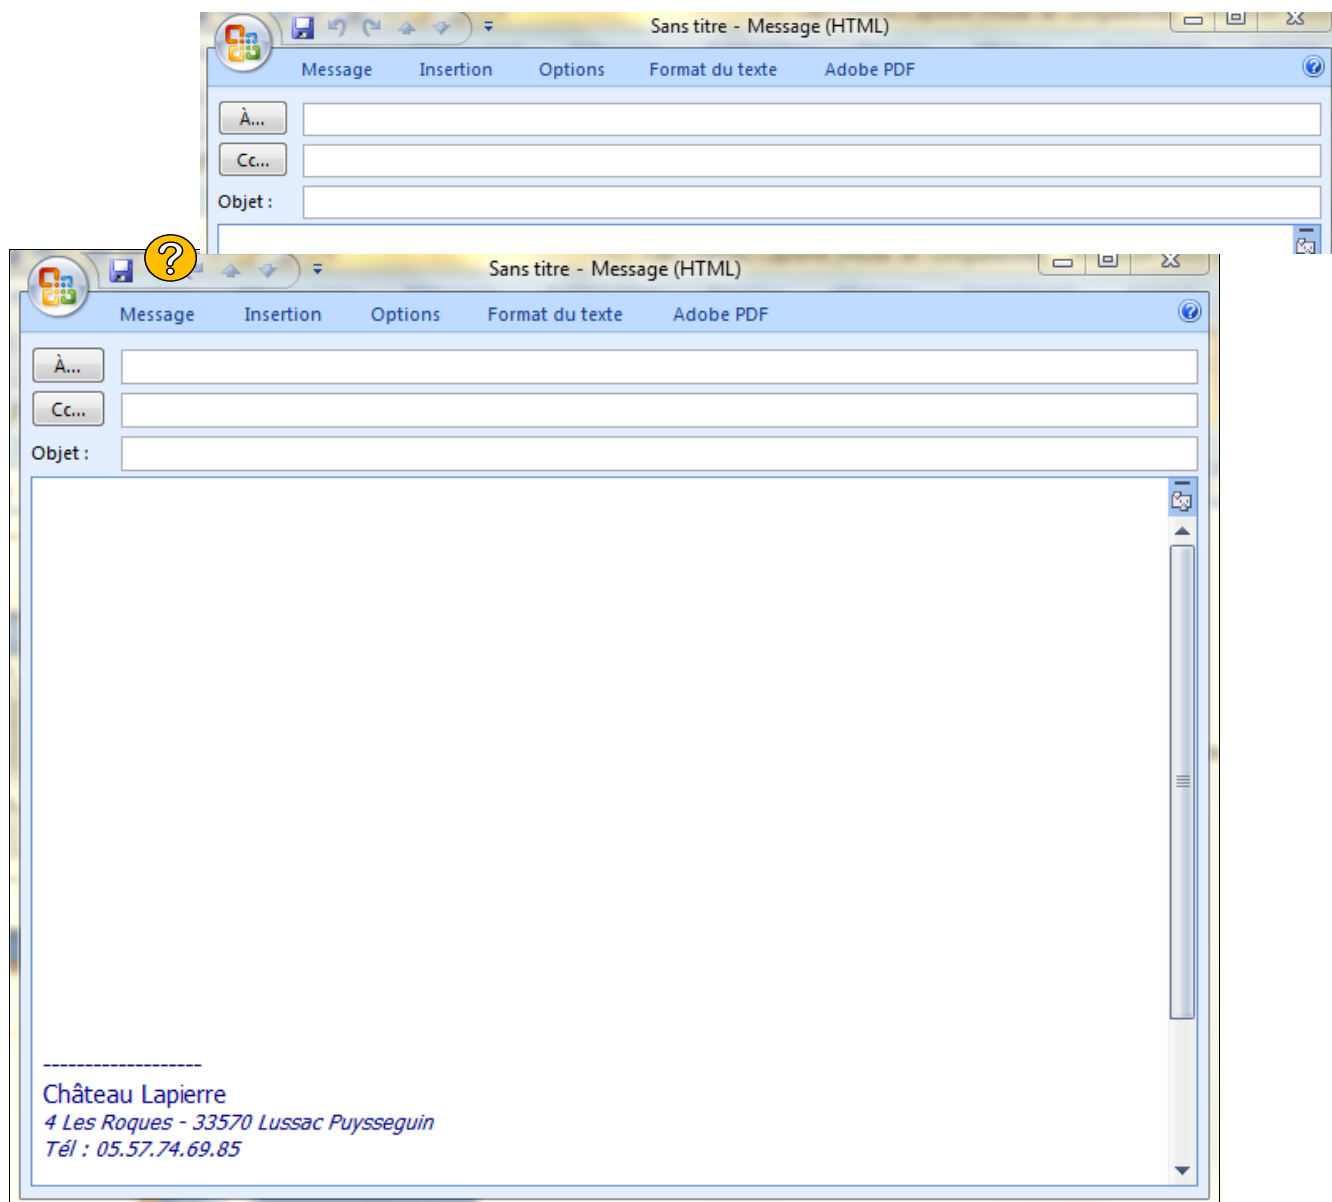 Sans titre - Message (HTML)
Message Insertion Options Format du texte Adobe PDF
À...
Cc...
Objet :
?
Sans titre - Message (HTML)
Message Insertion Options Format du texte Adobe PDF
À...
Cc...
Objet :
-------------------
Château Lapierre
4 Les Roques - 33570 Lussac Puysseguin
Tél : 05.57.74.69.85